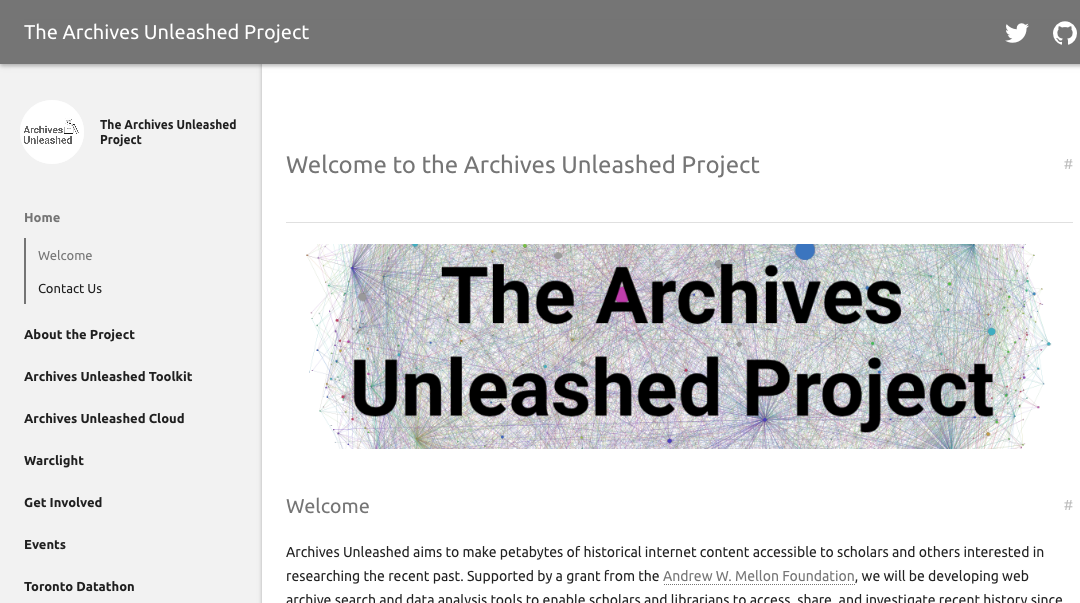 The Archives Unleashed Project
Archives
Unleashed
The Archives Unleashed
Project
Home
Welcome
Contact Us
About the Project
Archives Unleashed Toolkit
Archives Unleashed Cloud
Warclight
Get Involved
Events
Toronto Datathon
Welcome to the Archives Unleashed Project #
The Archives
Unleashed Project
Welcome #
Archives Unleashed aims to make petabytes of historical internet content accessible to scholars and others interested in
researching the recent past. Supported by a grant from the Andrew W. Mellon Foundation, we will be developing web
archive search and data analysis tools to enable scholars and librarians to access, share, and investigate recent history since